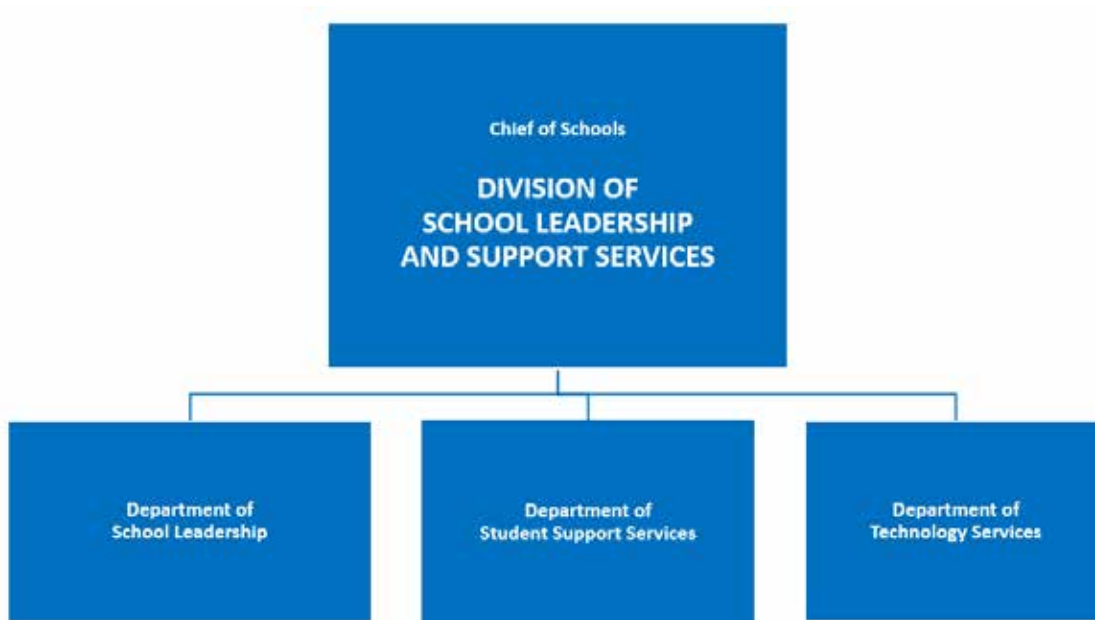 Chief of Schools
DIVISION OF
SCHOOL LEADERSHIP
AND SUPPORT SERVICES
Department of
School Leadership
Department of
Student Support Services
Department of
Technology Services